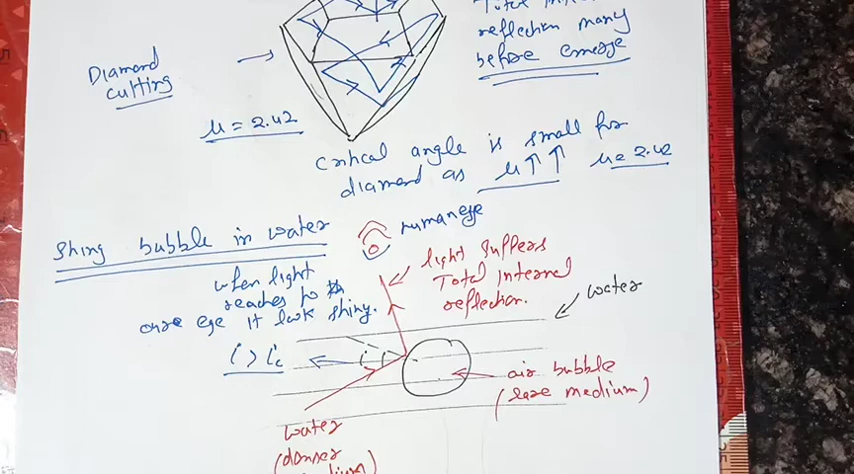 Total
reflection many
before emerge
Diamond
cutting
μ = 2.42
critical angle is small for
diamond as μ↑↑ μ = 2.42
Shing bubble in water
humaneye
light suffers
Total internal
reflection.
when light
reaches to
our eye it look shiny.
water
i > ic
i
air bubble
(rare medium)
water
(denser